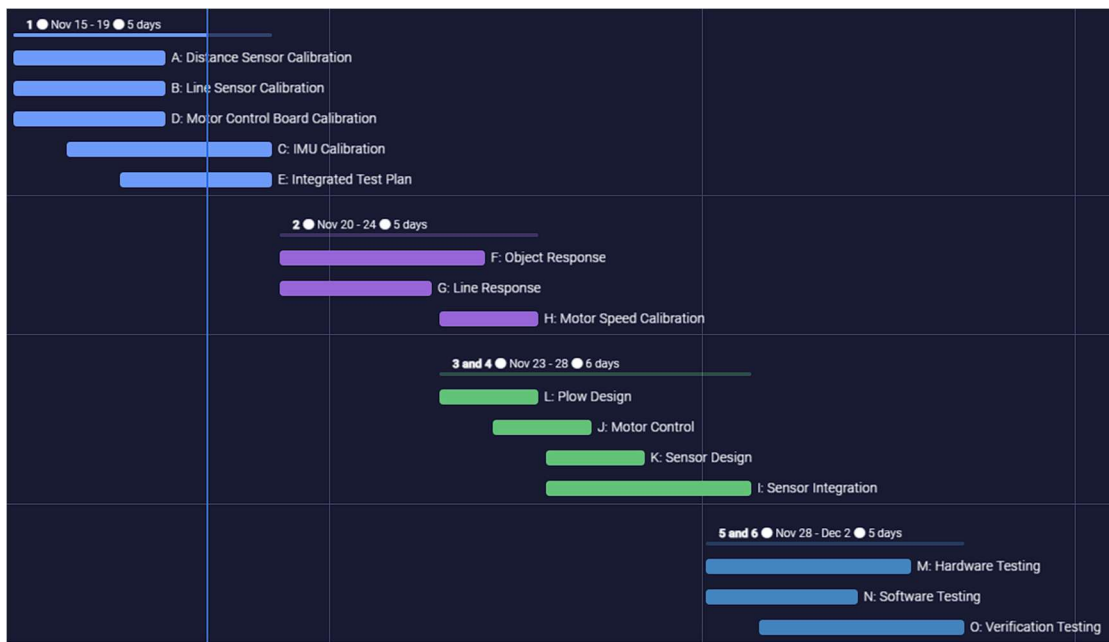 1 ● Nov 15 - 19 ● 5 days
A: Distance Sensor Calibration
B: Line Sensor Calibration
D: Motor Control Board Calibration
C: IMU Calibration
E: Integrated Test Plan
2 ● Nov 20 - 24 ● 5 days
F: Object Response
G: Line Response
H: Motor Speed Calibration
3 and 4 ● Nov 23 - 28 ● 6 days
L: Plow Design
J: Motor Control
K: Sensor Design
I: Sensor Integration
5 and 6 ● Nov 28 - Dec 2 ● 5 days
M: Hardware Testing
N: Software Testing
O: Verification Testing